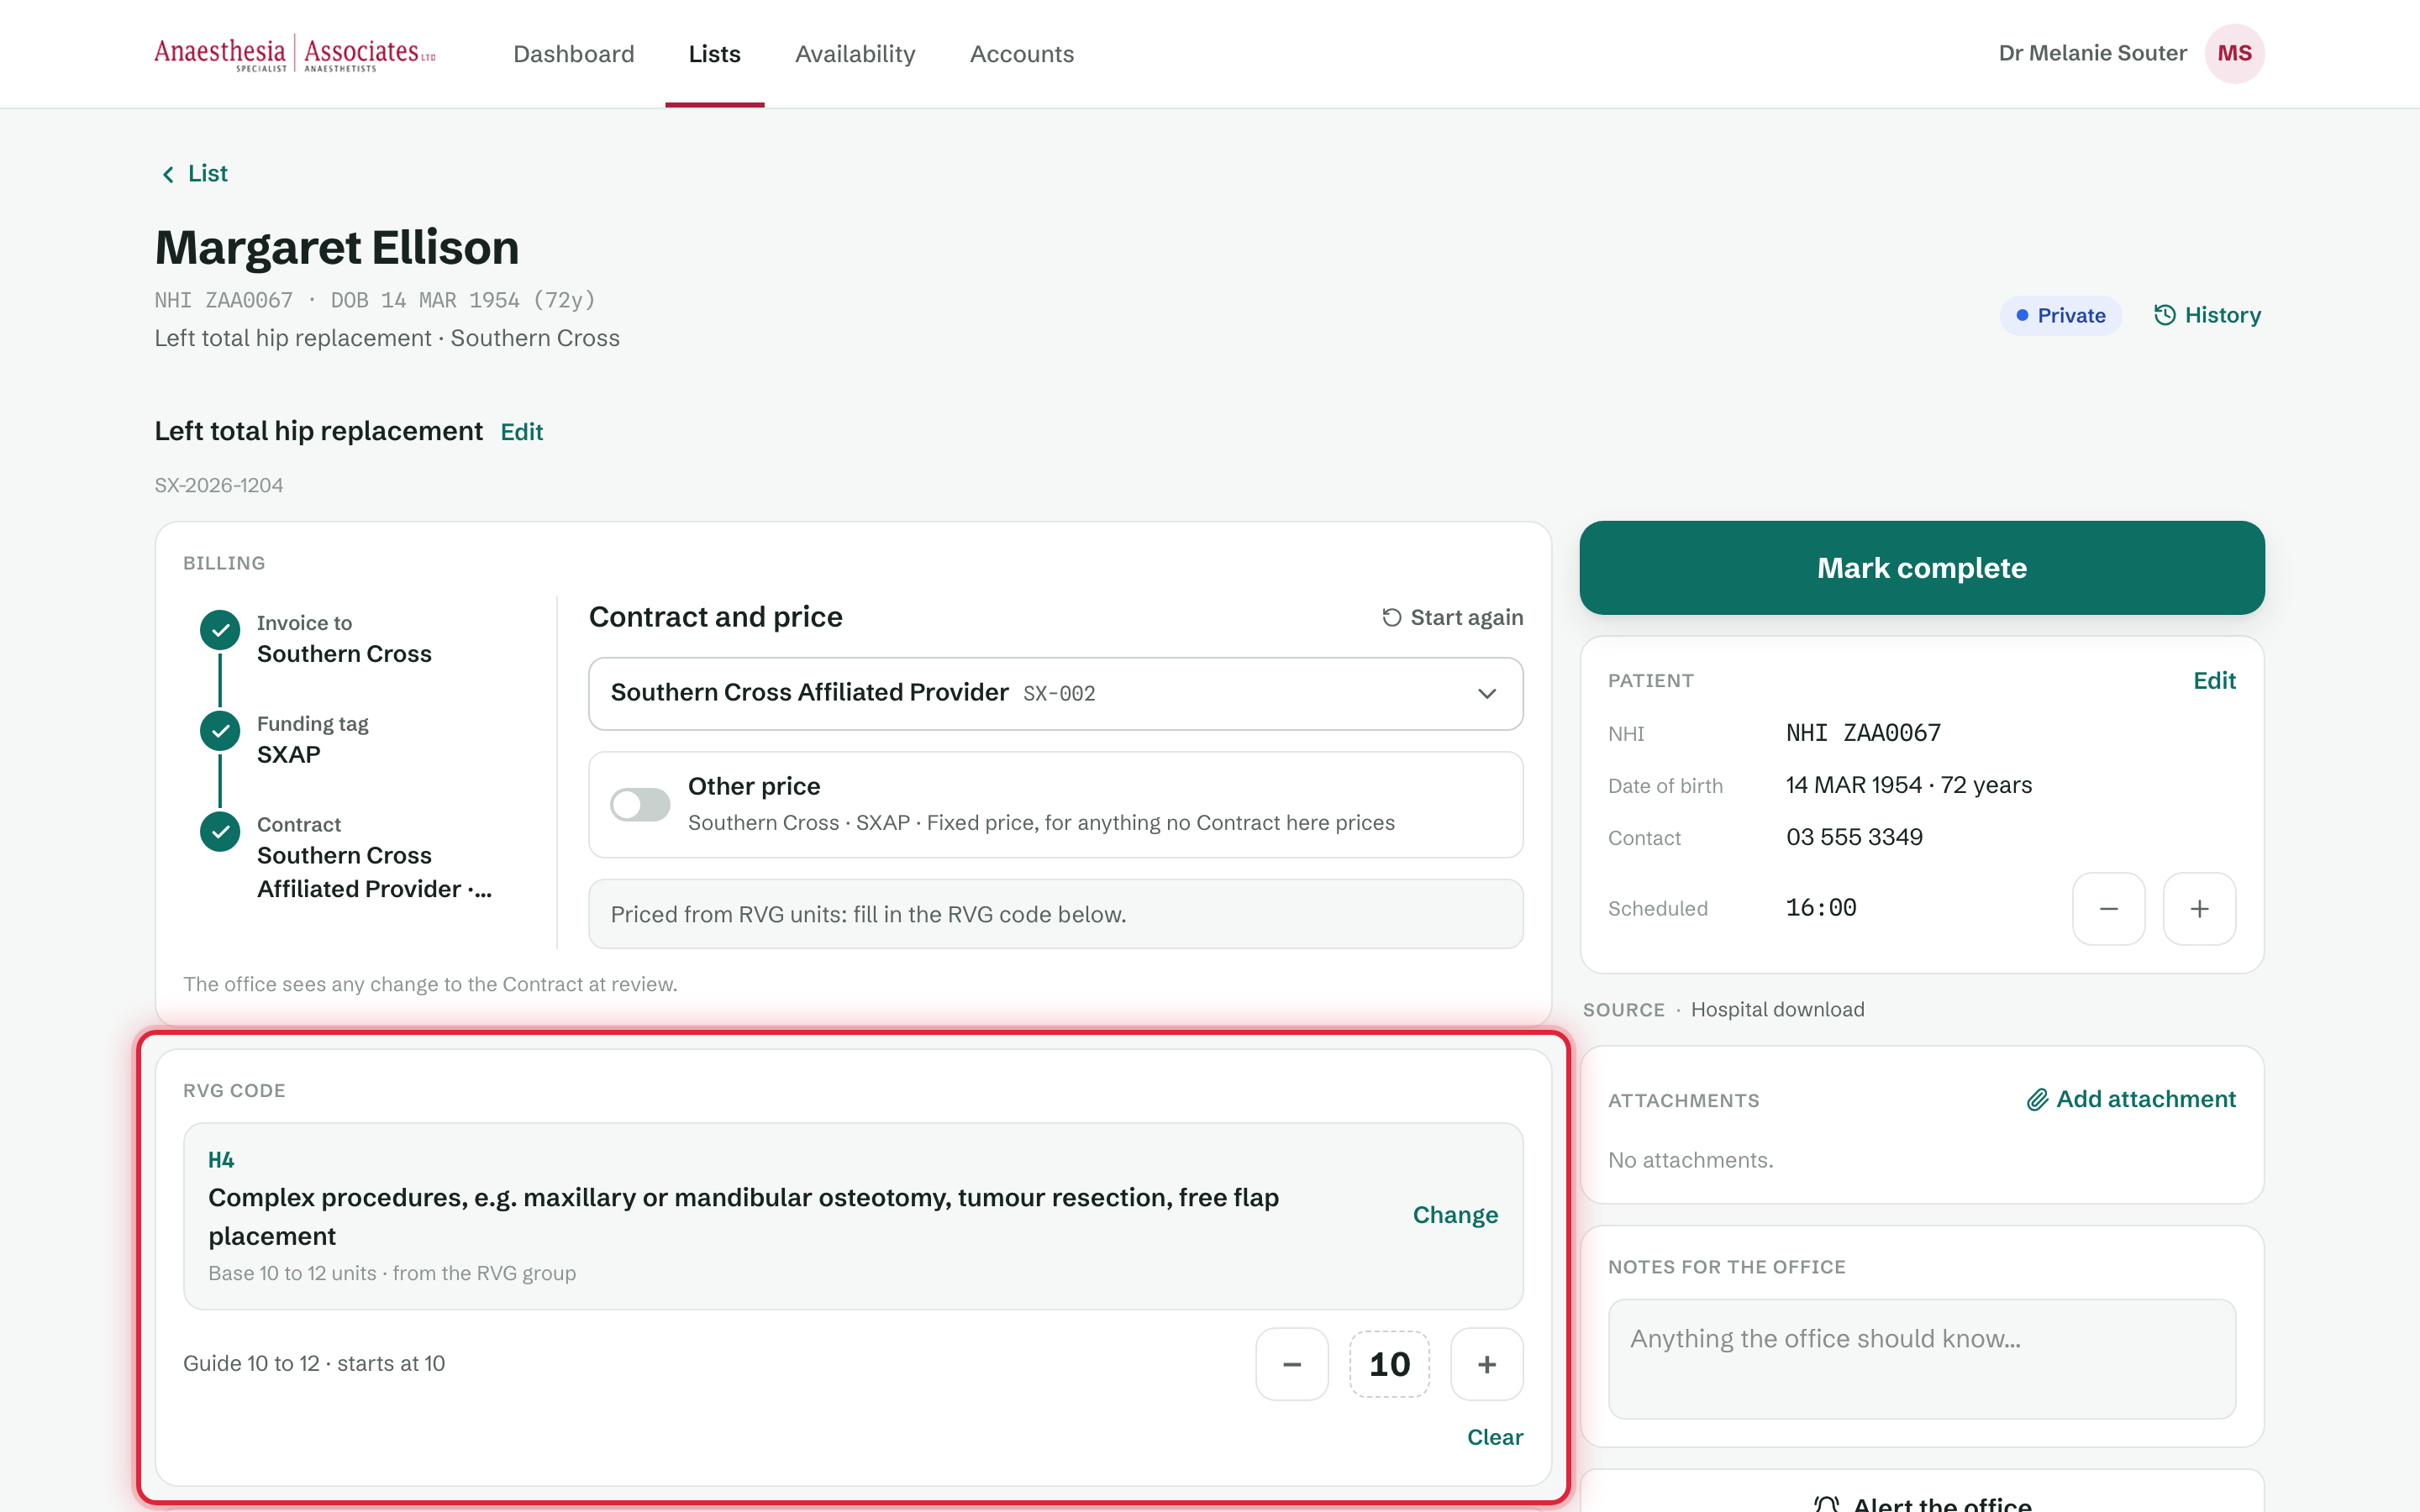 Anaesthesia | Associates LTD
SPECIALIST ANAESTHETISTS
Dashboard
Lists
Availability
Accounts
Dr Melanie Souter
MS
List
Margaret Ellison
NHI ZAA0067 · DOB 14 MAR 1954 (72y)
Left total hip replacement · Southern Cross
Private
History
Left total hip replacement Edit
SX-2026-1204
BILLING
Invoice to
Southern Cross
Funding tag
SXAP
Contract
Southern Cross
Affiliated Provider ·...
Contract and price
Start again
Southern Cross Affiliated Provider SX-002
Other price
Southern Cross · SXAP · Fixed price, for anything no Contract here prices
Priced from RVG units: fill in the RVG code below.
The office sees any change to the Contract at review.
RVG CODE
H4
Complex procedures, e.g. maxillary or mandibular osteotomy, tumour resection, free flap
placement
Base 10 to 12 units · from the RVG group
Change
Guide 10 to 12 · starts at 10
− 10 +
Clear
Mark complete
PATIENT
Edit
NHI NHI ZAA0067
Date of birth 14 MAR 1954 · 72 years
Contact 03 555 3349
Scheduled 16:00 − +
SOURCE · Hospital download
ATTACHMENTS
Add attachment
No attachments.
NOTES FOR THE OFFICE
Anything the office should know...
Alert the office